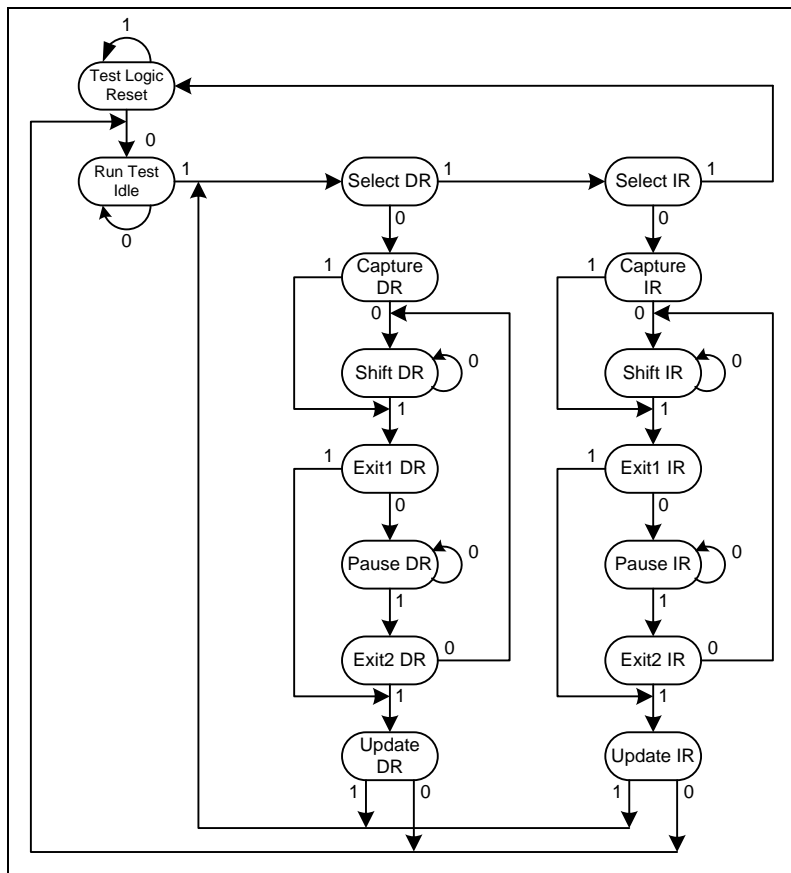 1
Test Logic
Reset
0
Run Test
Idle
1
0
Select DR
1
Select IR
1
0
0
1
Capture
DR
0
1
Capture
IR
0
Shift DR
0
1
Shift IR
0
1
1
Exit1 DR
0
1
Exit1 IR
0
Pause DR
0
1
Pause IR
0
1
Exit2 DR
0
1
Exit2 IR
0
1
Update
DR
1
0
Update IR
1
0